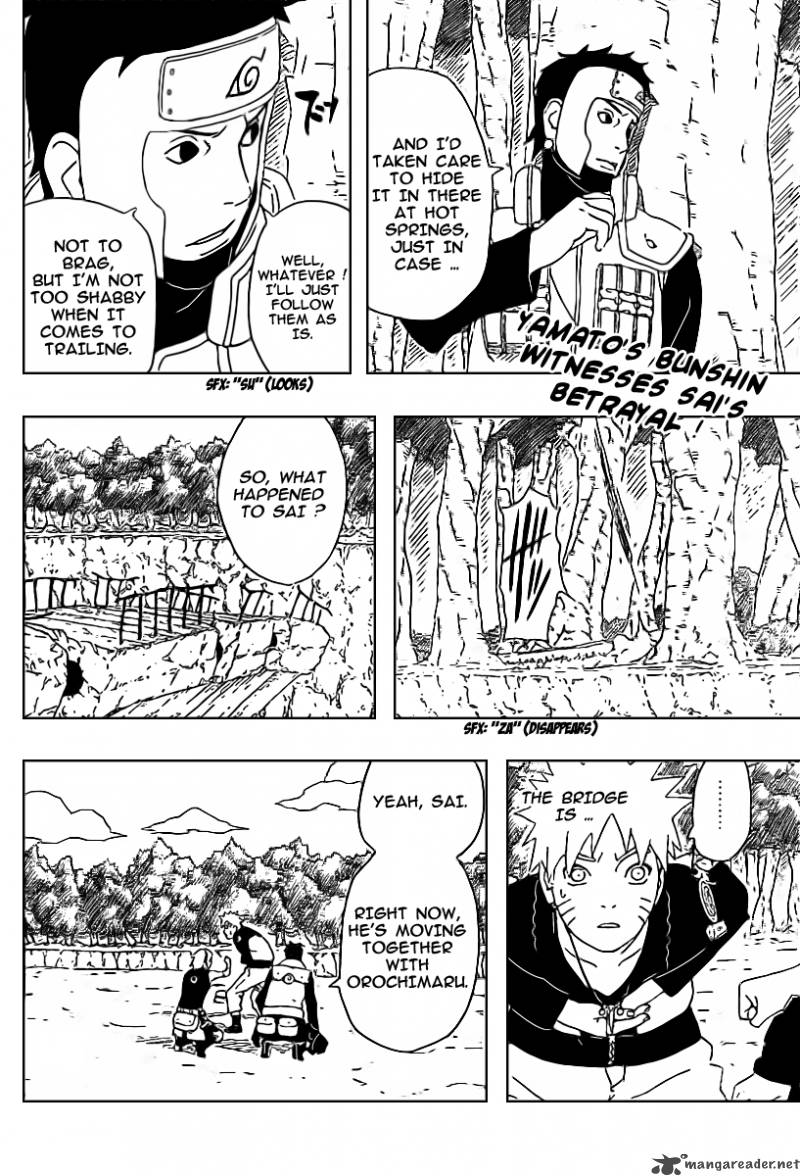 AND I'D
TAKEN CARE
TO HIDE
IT IN THERE
AT HOT
SPRINGS,
JUST IN
CASE ...
YAMATO'S BUNSHIN
WITNESSES SAI'S
BETRAYAL !
WELL,
WHATEVER !
I'LL JUST
FOLLOW
THEM AS
IS.
NOT TO
BRAG,
BUT I'M NOT
TOO SHABBY
WHEN IT
COMES TO
TRAILING.
SFX: "SU" (LOOKS)
SFX: "ZA" (DISAPPEARS)
SO, WHAT
HAPPENED
TO SAI ?
.......
THE BRIDGE
IS ...
YEAH, SAI.
RIGHT NOW,
HE'S MOVING
TOGETHER
WITH
OROCHIMARU.
mangareader.net